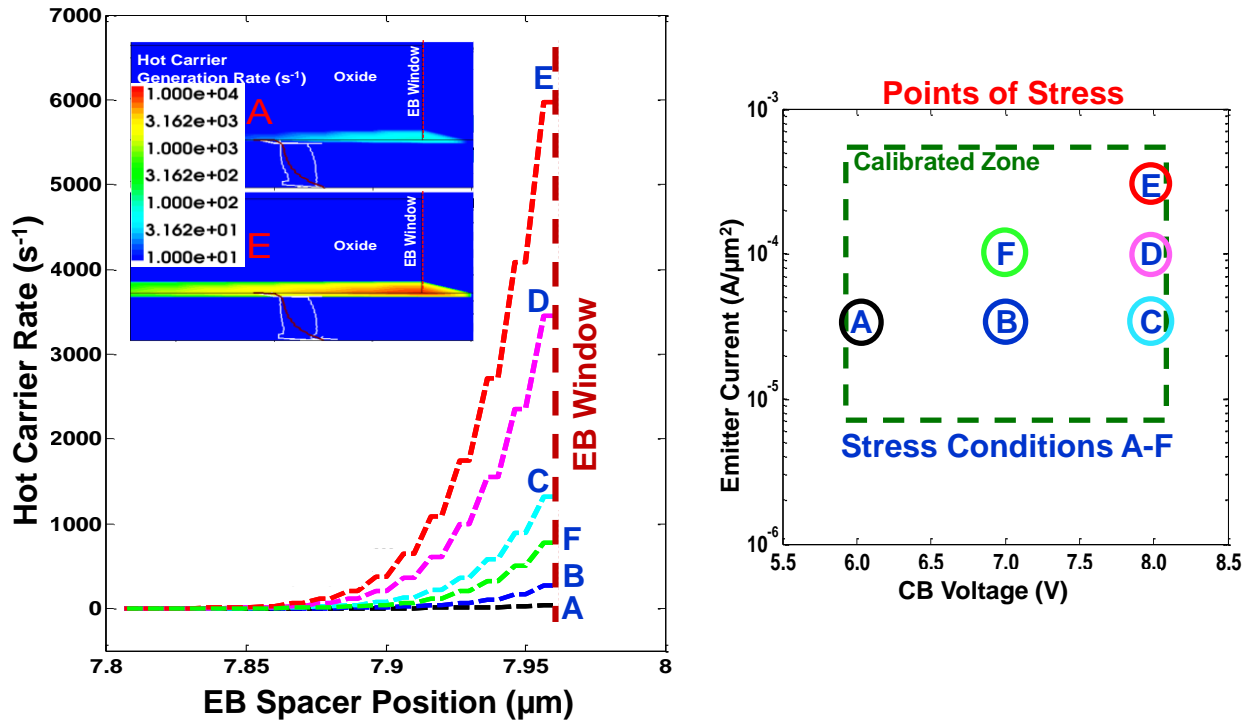 7000
6000
5000
4000
3000
2000
1000
0
7.8
7.85
7.9
7.95
8
Hot Carrier Rate (s-1)
EB Spacer Position (µm)
Hot Carrier
Generation Rate (s-1)
1.000e+04
3.162e+03
1.000e+03
3.162e+02
1.000e+02
3.162e+01
1.000e+01
A
Oxide
EB Window
E
Oxide
EB Window
E
D
C
F
B
A
EB Window
Points of Stress
10-3
10-4
10-5
10-6
Emitter Current (A/µm2)
Calibrated Zone
E
F
D
A
B
C
Stress Conditions A-F
5.5
6.0
6.5
7.0
7.5
8.0
8.5
CB Voltage (V)